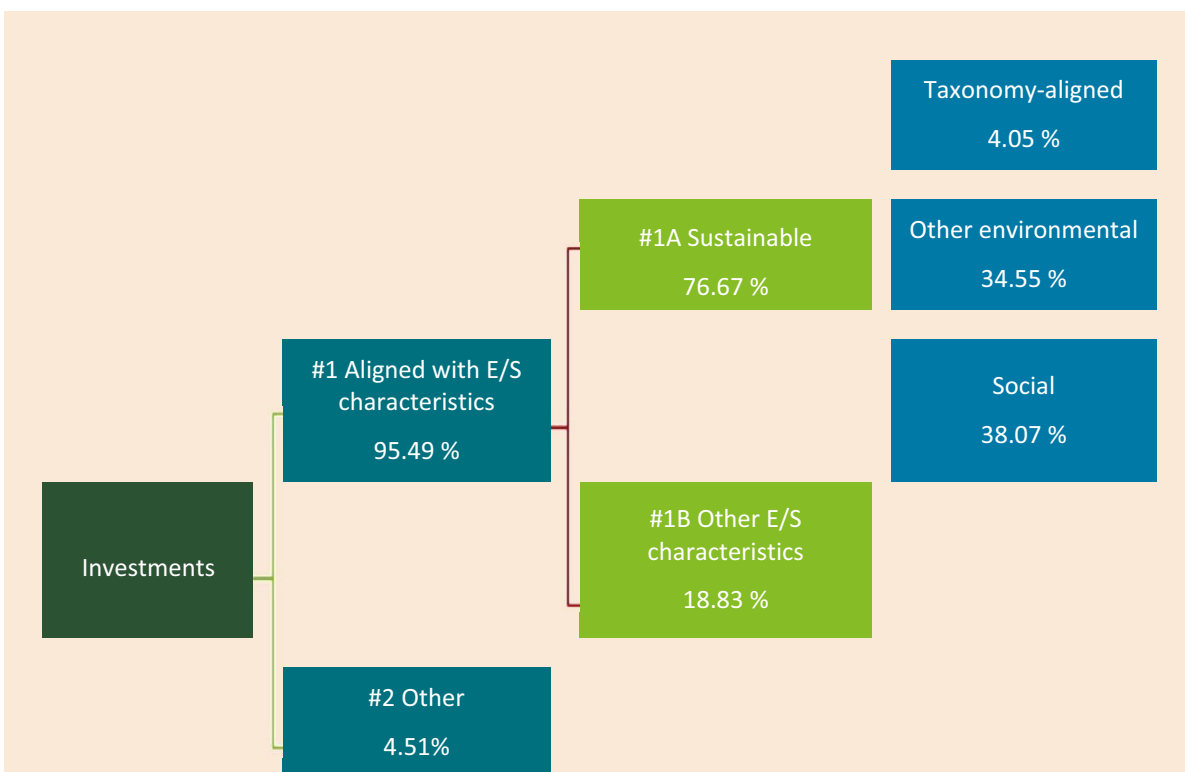 Taxonomy-aligned
4.05 %
#1A Sustainable
76.67 %
Other environmental
34.55 %
#1 Aligned with E/S
characteristics
95.49 %
Social
38.07 %
Investments
#1B Other E/S
characteristics
18.83 %
#2 Other
4.51%